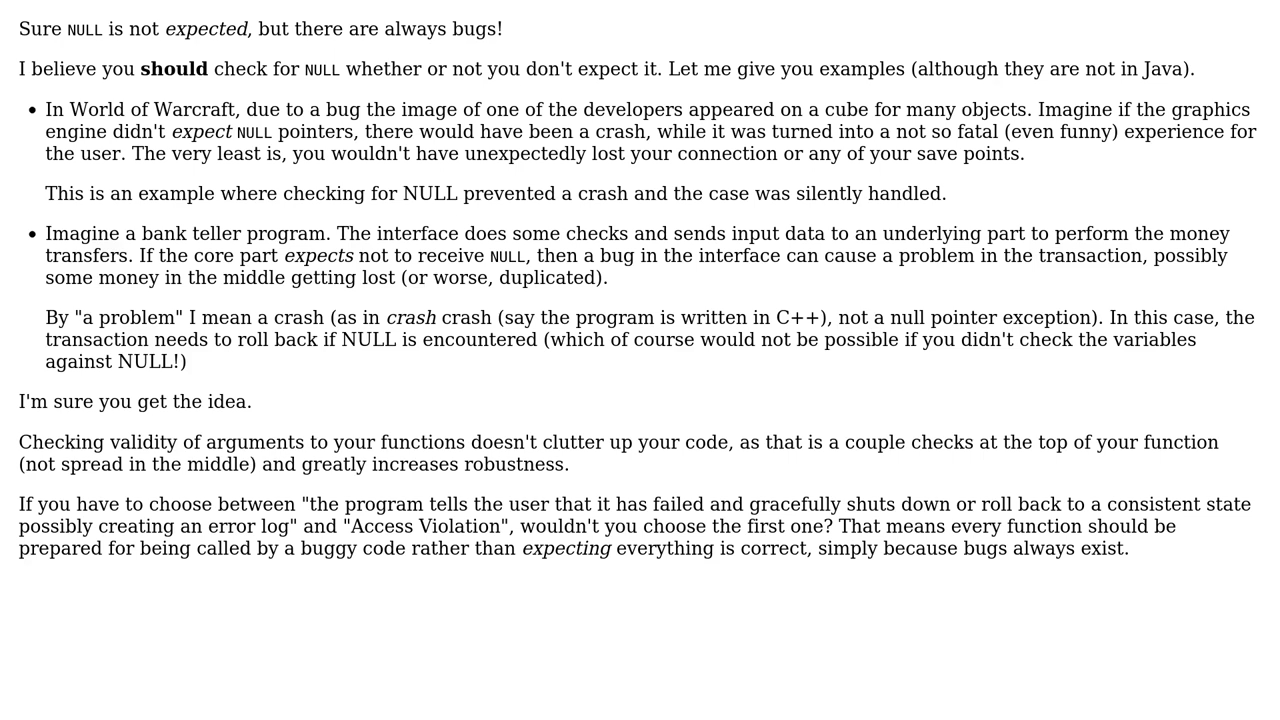 Sure NULL is not expected, but there are always bugs!
I believe you should check for NULL whether or not you don't expect it. Let me give you examples (although they are not in Java).
• In World of Warcraft, due to a bug the image of one of the developers appeared on a cube for many objects. Imagine if the graphics
engine didn't expect NULL pointers, there would have been a crash, while it was turned into a not so fatal (even funny) experience for
the user. The very least is, you wouldn't have unexpectedly lost your connection or any of your save points.
This is an example where checking for NULL prevented a crash and the case was silently handled.
• Imagine a bank teller program. The interface does some checks and sends input data to an underlying part to perform the money
transfers. If the core part expects not to receive NULL, then a bug in the interface can cause a problem in the transaction, possibly
some money in the middle getting lost (or worse, duplicated).
By "a problem" I mean a crash (as in crash crash (say the program is written in C++), not a null pointer exception). In this case, the
transaction needs to roll back if NULL is encountered (which of course would not be possible if you didn't check the variables
against NULL!)
I'm sure you get the idea.
Checking validity of arguments to your functions doesn't clutter up your code, as that is a couple checks at the top of your function
(not spread in the middle) and greatly increases robustness.
If you have to choose between "the program tells the user that it has failed and gracefully shuts down or roll back to a consistent state
possibly creating an error log" and "Access Violation", wouldn't you choose the first one? That means every function should be
prepared for being called by a buggy code rather than expecting everything is correct, simply because bugs always exist.